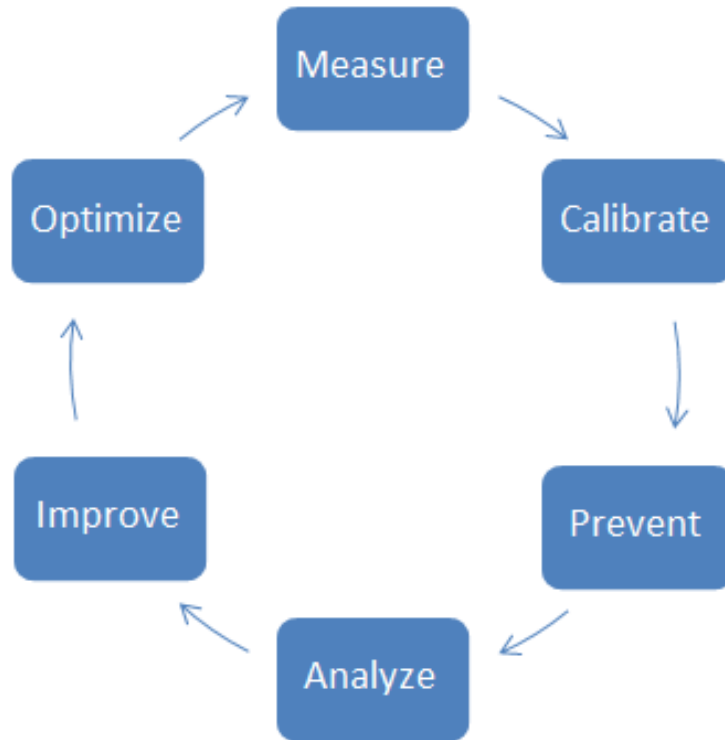 Measure
Calibrate
Prevent
Analyze
Improve
Optimize